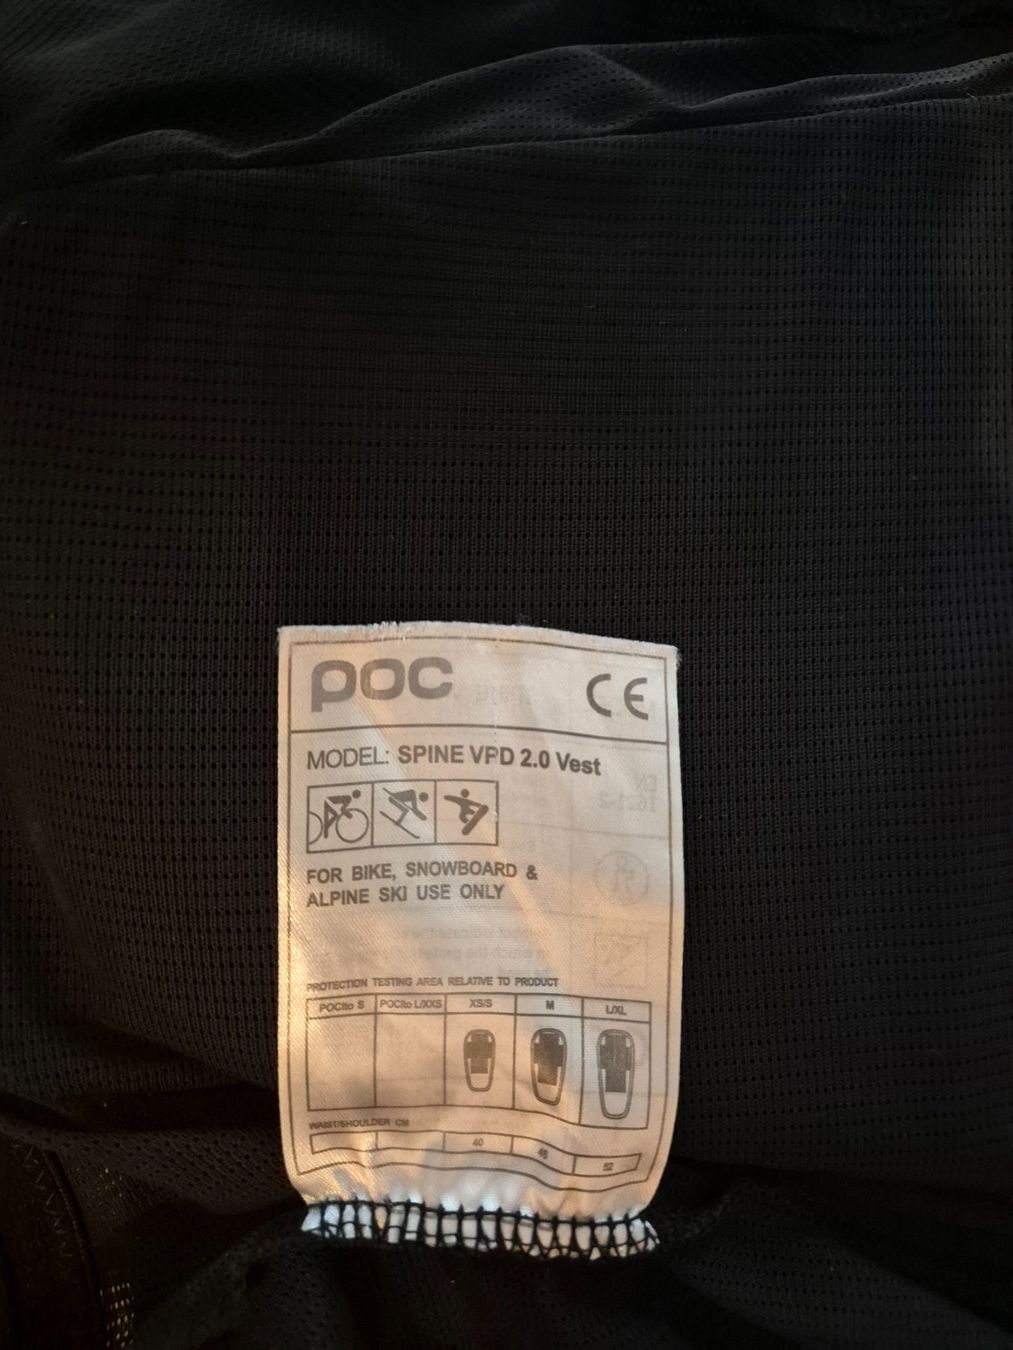 POC CE
MODEL: SPINE VPD 2.0 Vest
FOR BIKE, SNOWBOARD &
ALPINE SKI USE ONLY
PROTECTION TESTING AREA RELATIVE TO PRODUCT
POCito S POCito L/XXS XS/S M L/XL
WAIST/SHOULDER CM
40 46 52